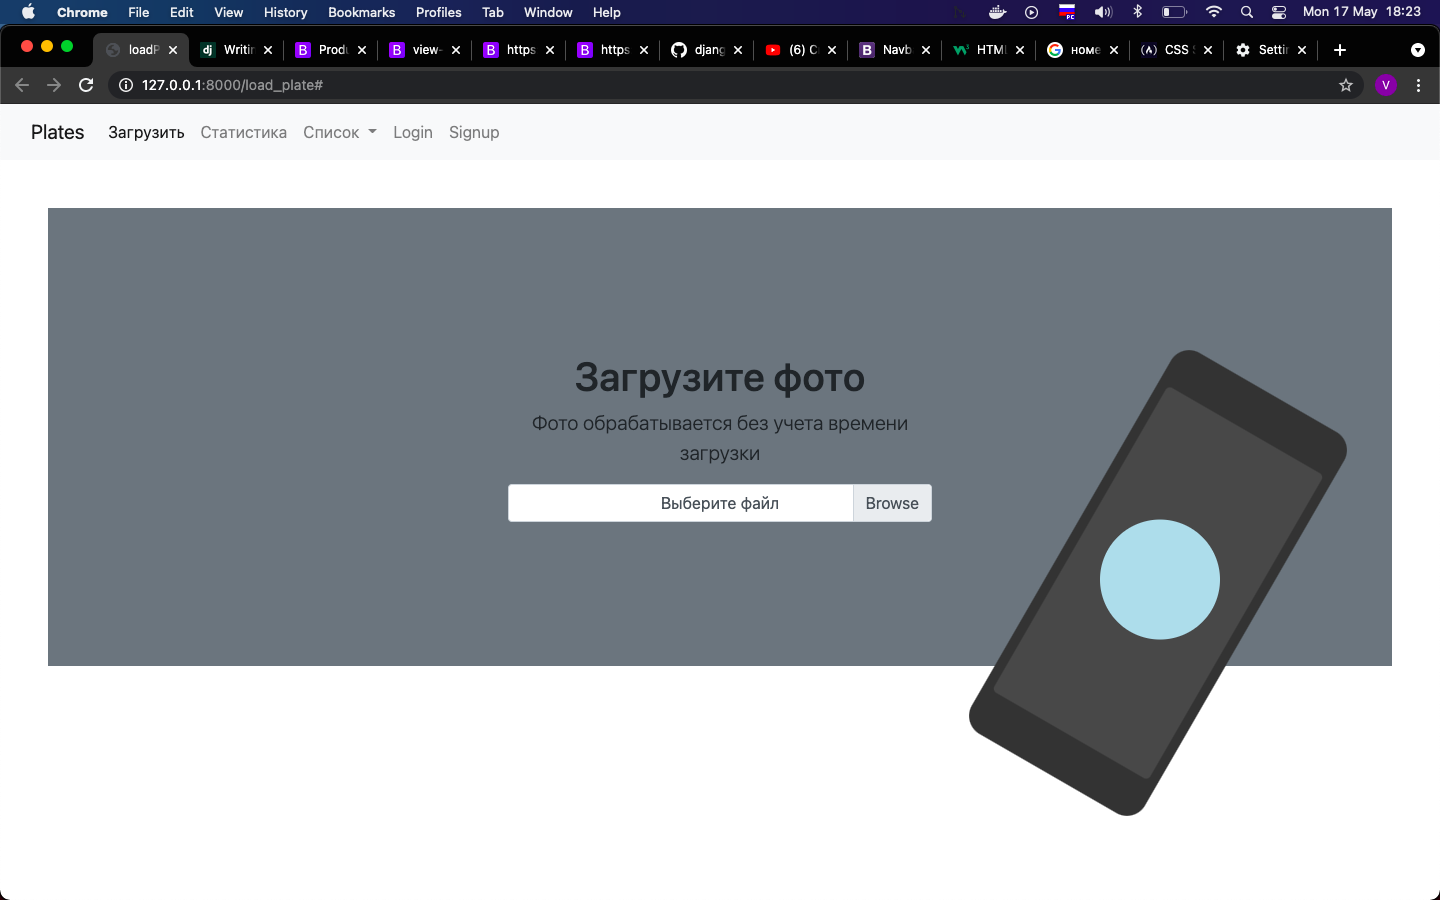 Chrome File Edit View History Bookmarks Profiles Tab Window Help Mon 17 May 18:23
loadP Writin Produ view- https https djang (6) C Navb HTML номе CSS S Settin
127.0.0.1:8000/load_plate# V
Plates Загрузить Статистика Список Login Signup
Загрузите фото
Фото обрабатывается без учета времени
загрузки
Выберите файл Browse